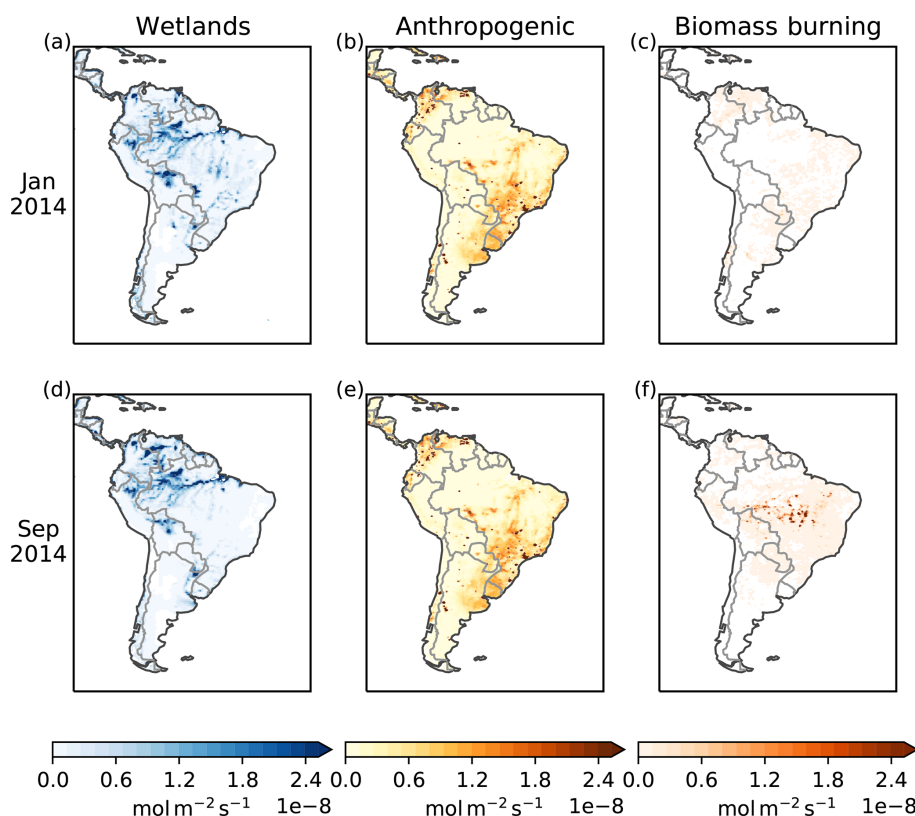 Wetlands Anthropogenic Biomass burning
(a) (b) (c)
Jan
2014
(d) (e) (f)
Sep
2014
0.0 0.6 1.2 1.8 2.4 0.0 0.6 1.2 1.8 2.4 0.0 0.6 1.2 1.8 2.4
mol m⁻² s⁻¹ 1e−8 mol m⁻² s⁻¹ 1e−8 mol m⁻² s⁻¹ 1e−8